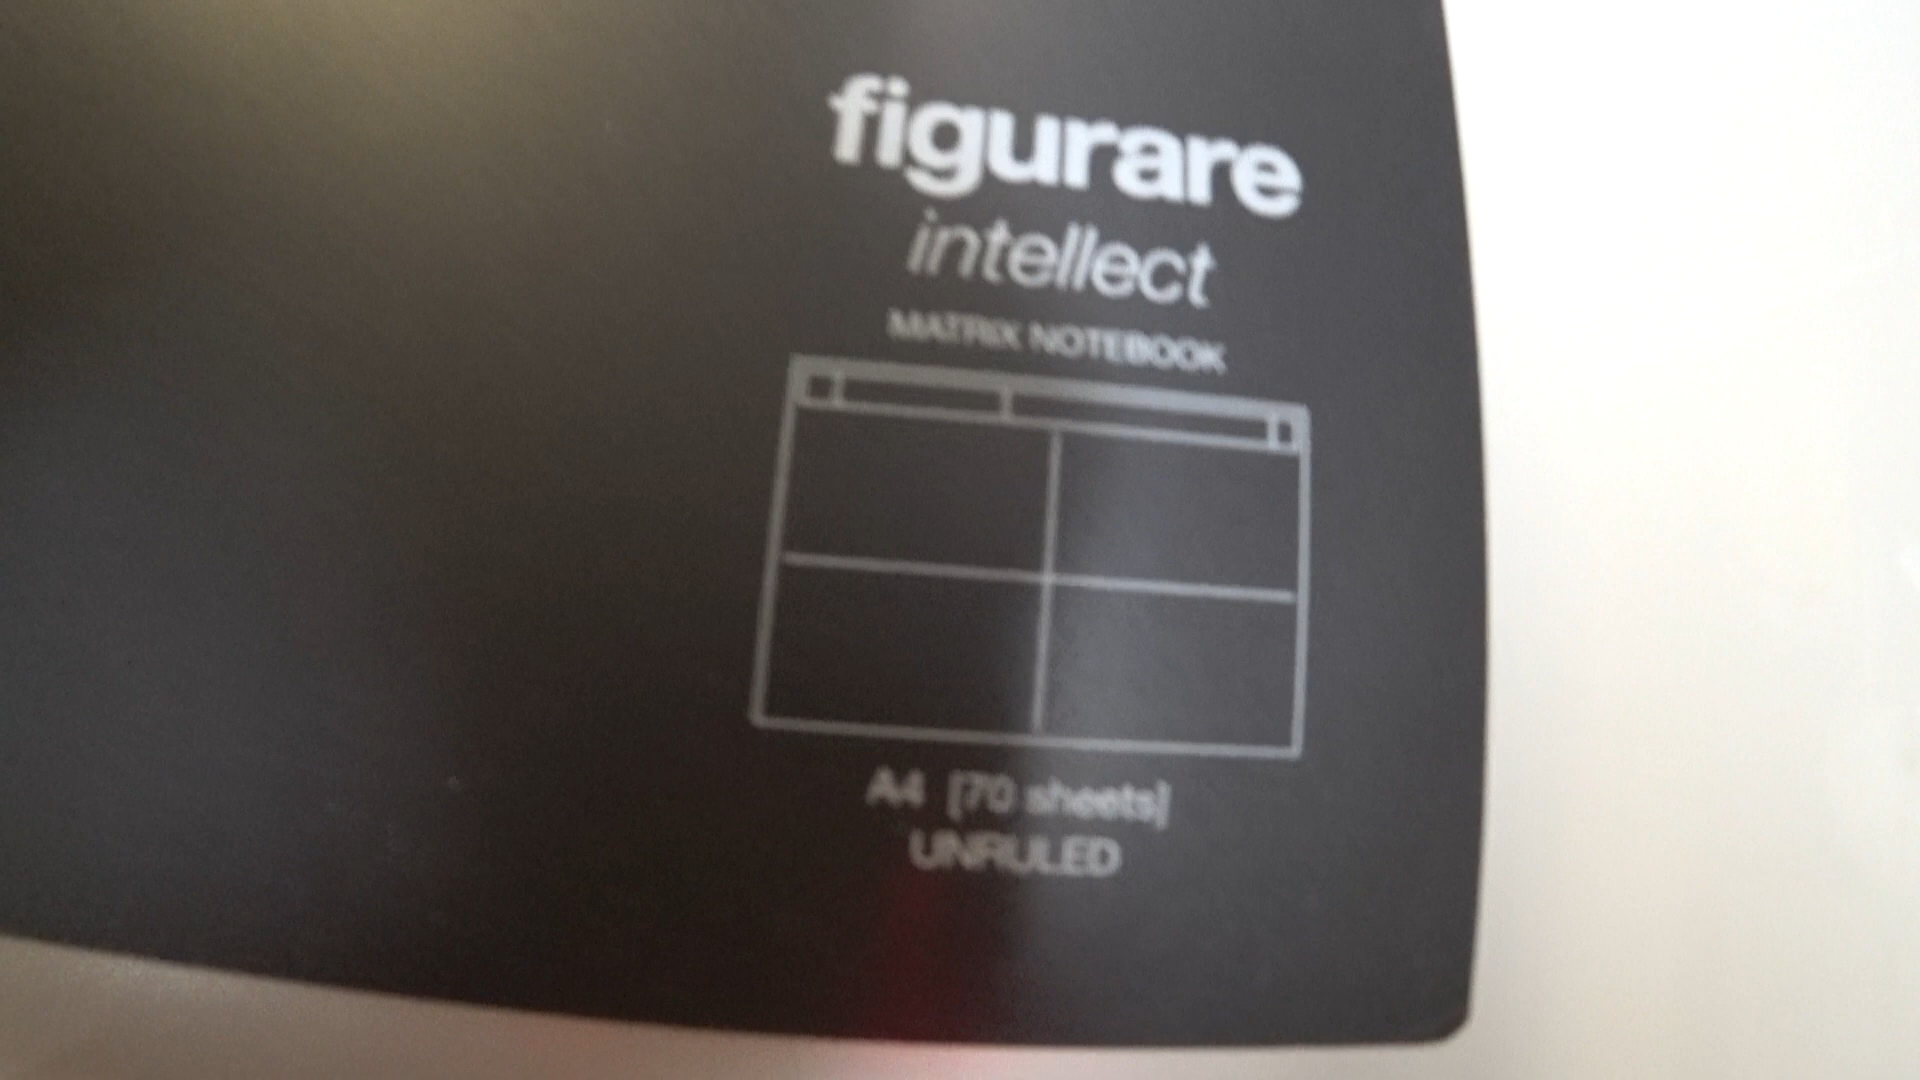 figurare
intellect
MATRIX NOTEBOOK
A4 [70 sheets]
UNRULED